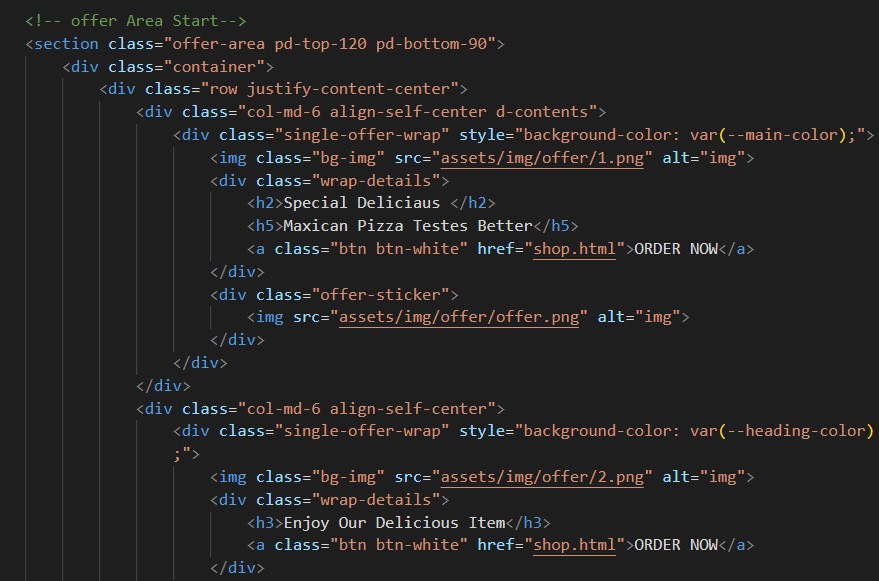 <!-- offer Area Start-->
<section class="offer-area pd-top-120 pd-bottom-90">
<div class="container">
<div class="row justify-content-center">
<div class="col-md-6 align-self-center d-contents">
<div class="single-offer-wrap" style="background-color: var(--main-color);">
<img class="bg-img" src="assets/img/offer/1.png" alt="img">
<div class="wrap-details">
<h2>Special Deliciaus </h2>
<h5>Maxican Pizza Testes Better</h5>
<a class="btn btn-white" href="shop.html">ORDER NOW</a>
</div>
<div class="offer-sticker">
<img src="assets/img/offer/offer.png" alt="img">
</div>
</div>
</div>
<div class="col-md-6 align-self-center">
<div class="single-offer-wrap" style="background-color: var(--heading-color)
;">
<img class="bg-img" src="assets/img/offer/2.png" alt="img">
<div class="wrap-details">
<h3>Enjoy Our Delicious Item</h3>
<a class="btn btn-white" href="shop.html">ORDER NOW</a>
</div>